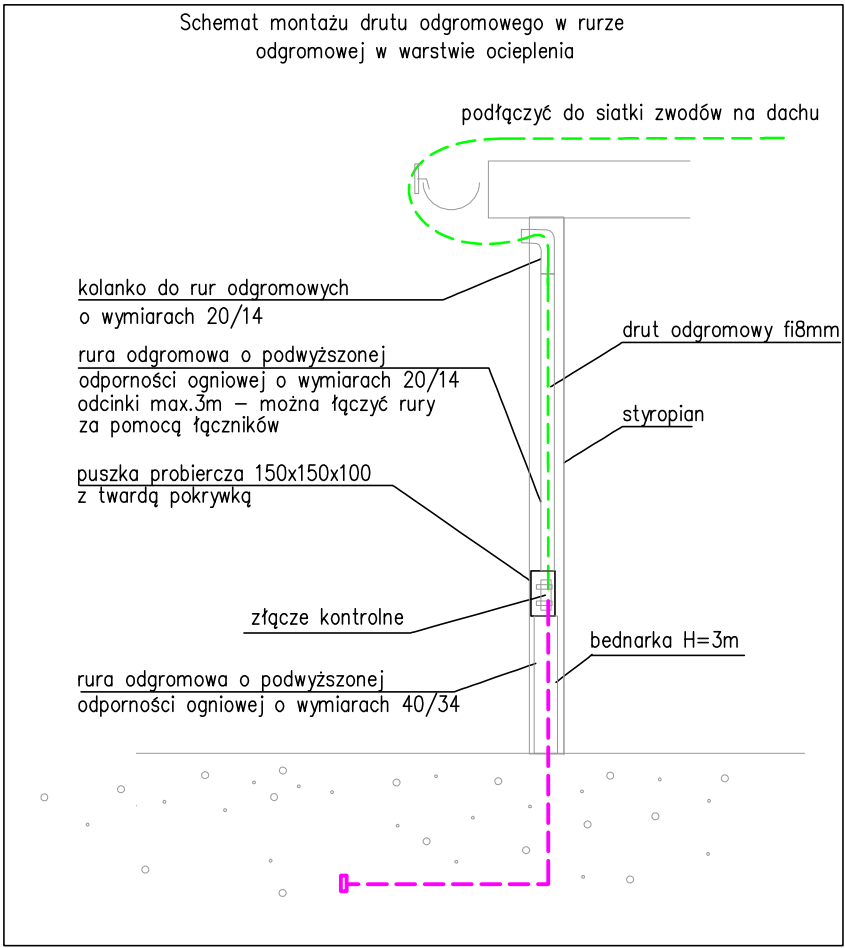 Schemat montażu drutu odgromowego w rurze
odgromowej w warstwie ocieplenia
podłączyć do siatki zwodów na dachu
kolanko do rur odgromowych
o wymiarach 20/14
drut odgromowy fi8mm
rura odgromowa o podwyższonej
odporności ogniowej o wymiarach 20/14
odcinki max.3m – można łączyć rury
za pomocą łączników
styropian
puszka probiercza 150x150x100
z twardą pokrywką
złącze kontrolne
bednarka H=3m
rura odgromowa o podwyższonej
odporności ogniowej o wymiarach 40/34